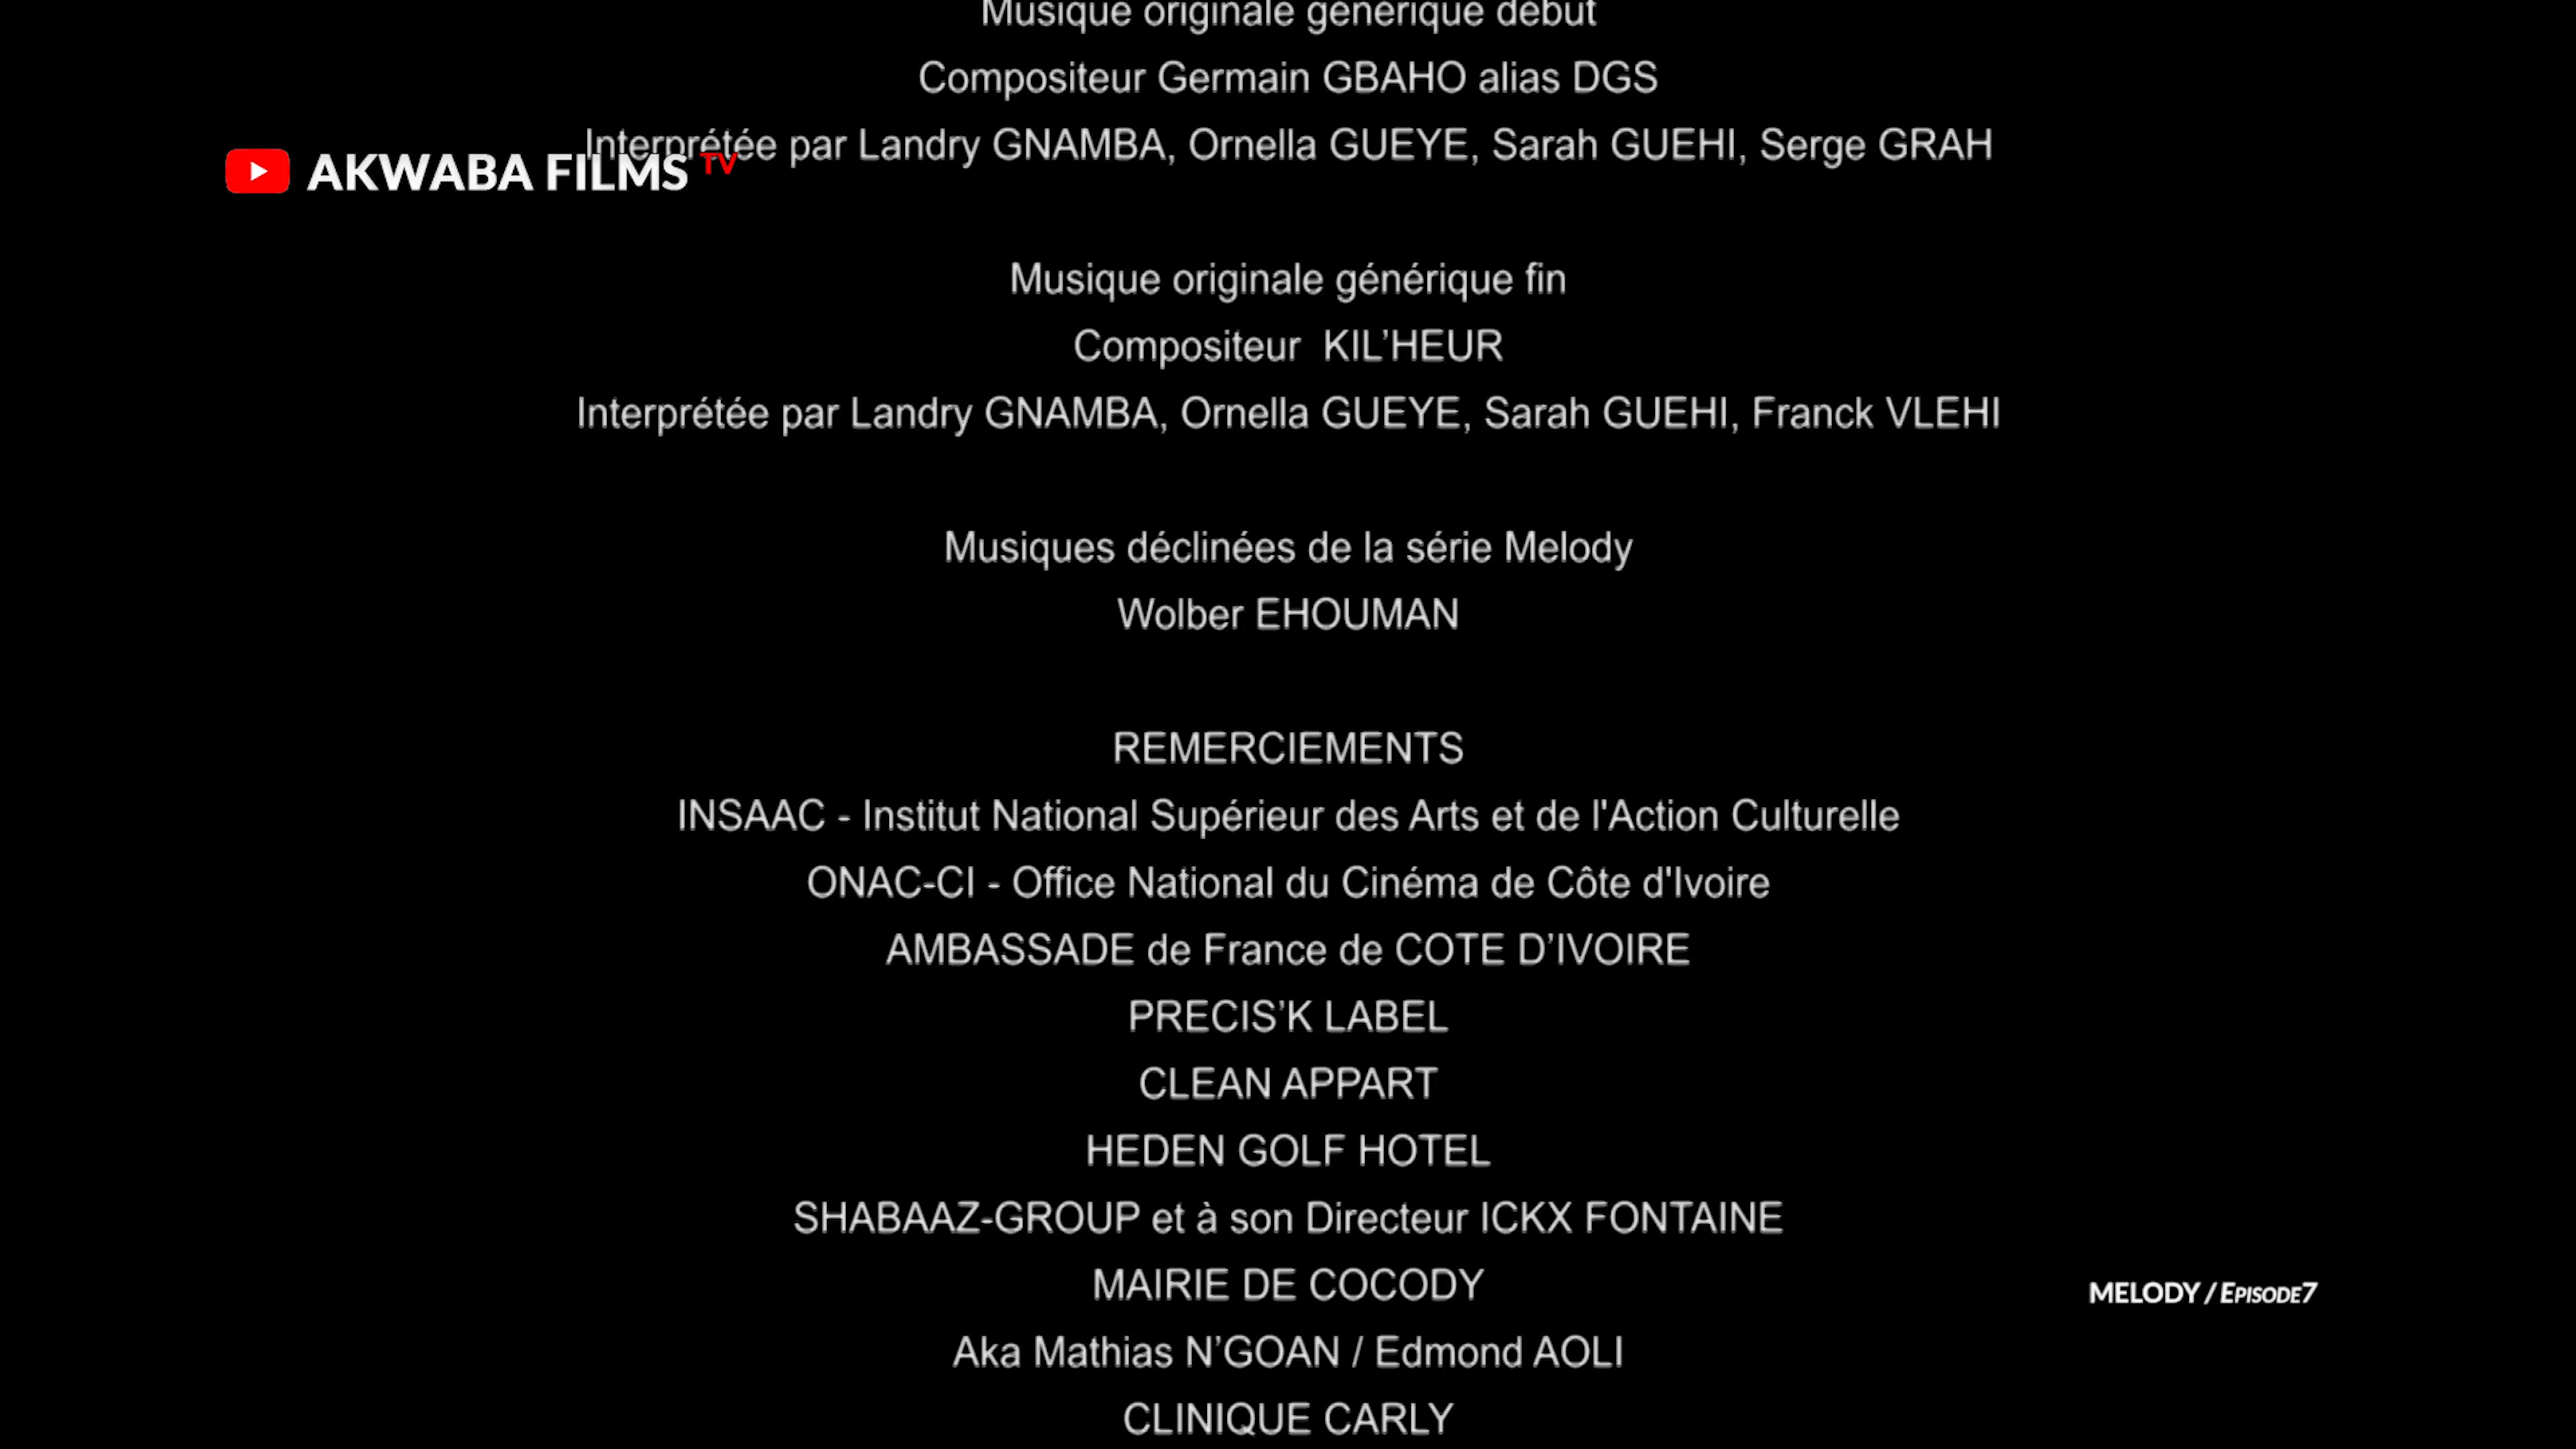 Musique originale générique début
Compositeur Germain GBAHO alias DGS
Interprétée par Landry GNAMBA, Ornella GUEYE, Sarah GUEHI, Serge GRAH
AKWABA FILMS TV
Musique originale générique fin
Compositeur KIL’HEUR
Interprétée par Landry GNAMBA, Ornella GUEYE, Sarah GUEHI, Franck VLEHI
Musiques déclinées de la série Melody
Wolber EHOUMAN
REMERCIEMENTS
INSAAC - Institut National Supérieur des Arts et de l'Action Culturelle
ONAC-CI - Office National du Cinéma de Côte d'Ivoire
AMBASSADE de France de COTE D’IVOIRE
PRECIS’K LABEL
CLEAN APPART
HEDEN GOLF HOTEL
SHABAAZ-GROUP et à son Directeur ICKX FONTAINE
MAIRIE DE COCODY
MELODY / EPISODE7
Aka Mathias N’GOAN / Edmond AOLI
CLINIQUE CARLY